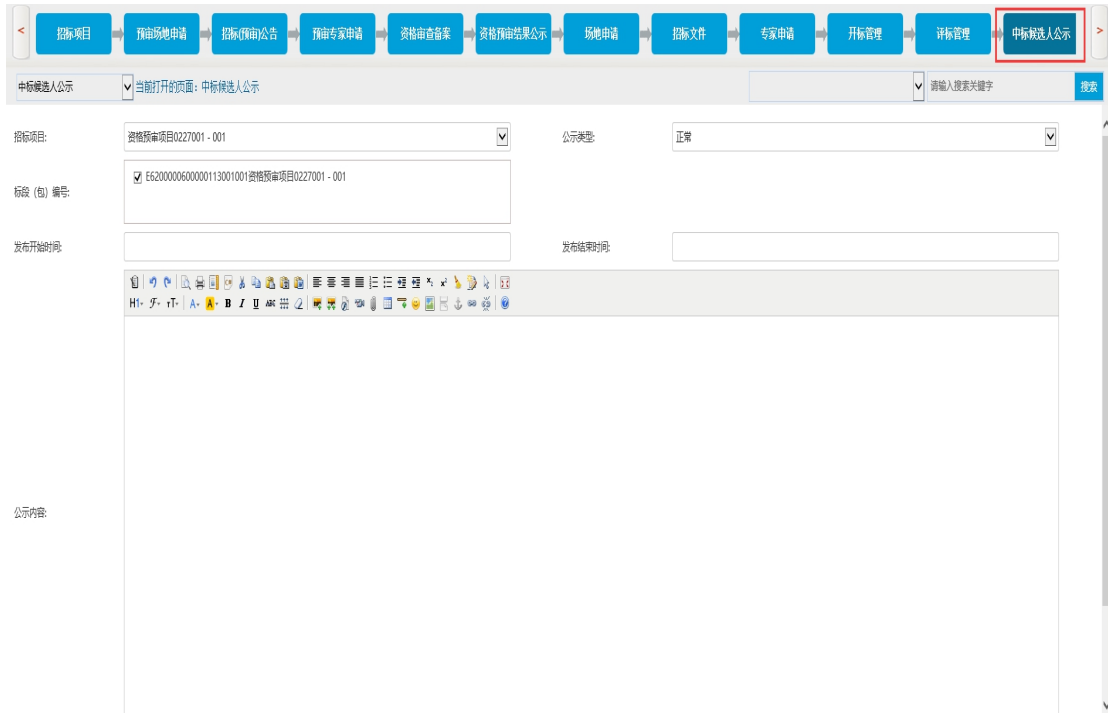 < 招标项目 预审场地申请 招标(预审)公告 预审专家申请 资格审查备案 资格预审结果公示 场地申请 招标文件 专家申请 开标管理 评标管理 中标候选人公示 >
中标候选人公示 当前打开的页面：中标候选人公示 请输入搜索关键字 搜索
招标项目: 资格预审项目0227001 - 001 公示类型: 正常
标段（包）编号: E6200000600000113001001资格预审项目0227001 - 001
发布开始时间: 发布结束时间:
公示内容: